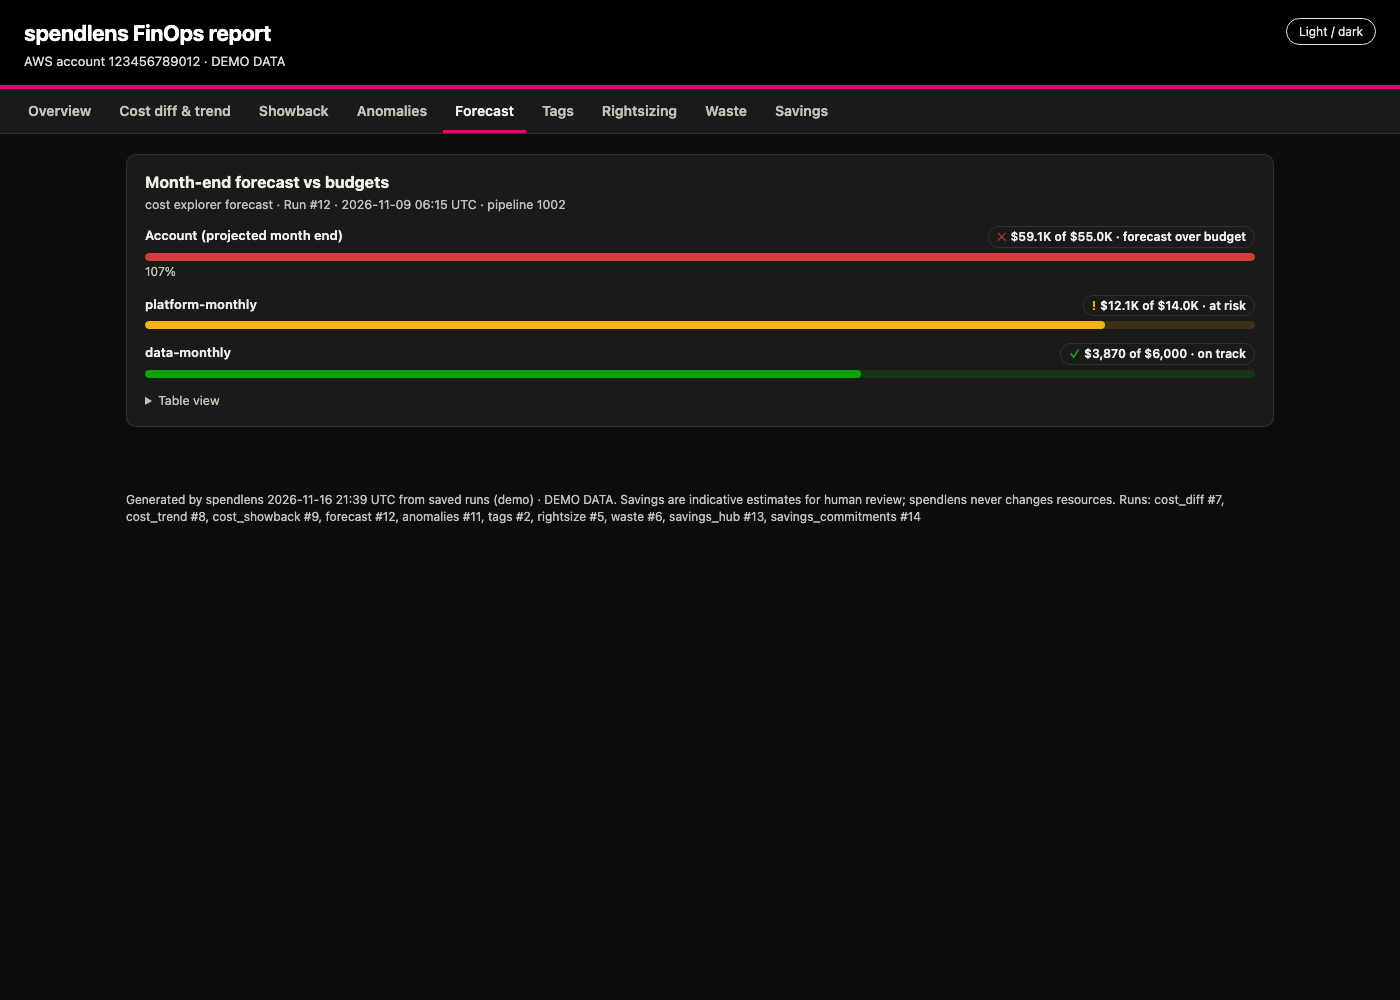 spendlens FinOps report
Light / dark
AWS account 123456789012 · DEMO DATA
Overview Cost diff & trend Showback Anomalies Forecast Tags Rightsizing Waste Savings
Month-end forecast vs budgets
cost explorer forecast · Run #12 · 2026-11-09 06:15 UTC · pipeline 1002
Account (projected month end)
✕ $59.1K of $55.0K · forecast over budget
107%
platform-monthly
! $12.1K of $14.0K · at risk
data-monthly
✓ $3,870 of $6,000 · on track
▶ Table view
Generated by spendlens 2026-11-16 21:39 UTC from saved runs (demo) · DEMO DATA. Savings are indicative estimates for human review; spendlens never changes resources. Runs: cost_diff #7,
cost_trend #8, cost_showback #9, forecast #12, anomalies #11, tags #2, rightsize #5, waste #6, savings_hub #13, savings_commitments #14